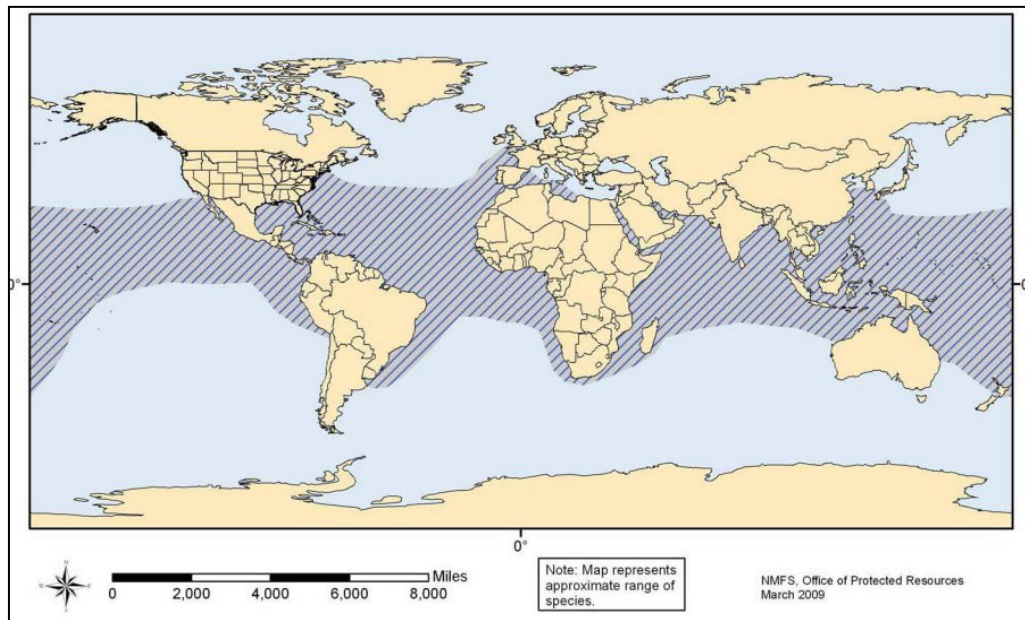 0°
0°
0°
N
Miles
0 2,000 4,000 6,000 8,000
Note: Map represents
approximate range of
species.
NMFS, Office of Protected Resources
March 2009